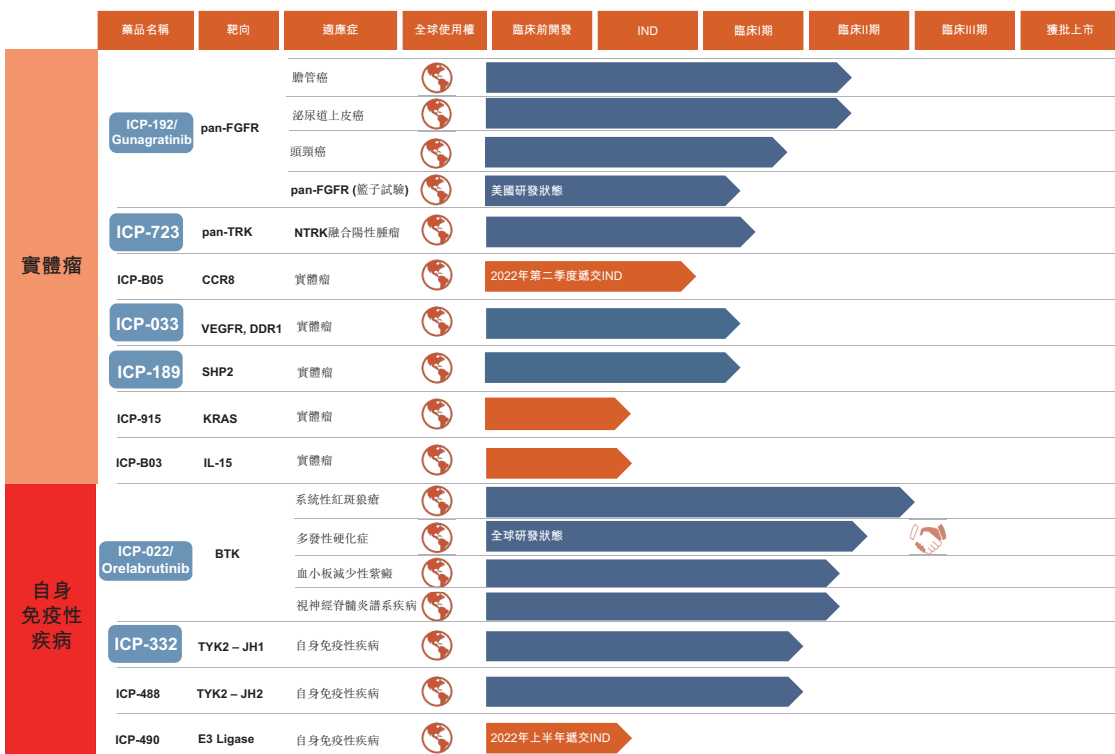 藥品名稱 靶向 適應症 全球使用權 臨床前開發 IND 臨床I期 臨床II期 臨床III期 獲批上市
實體瘤
ICP-192/
Gunagratinib
pan-FGFR
膽管癌
泌尿道上皮癌
頭頸癌
pan-FGFR (籃子試驗) 美國研發狀態
ICP-723 pan-TRK NTRK融合陽性腫瘤
ICP-B05 CCR8 實體瘤 2022年第二季度遞交IND
ICP-033 VEGFR, DDR1 實體瘤
ICP-189 SHP2 實體瘤
ICP-915 KRAS 實體瘤
ICP-B03 IL-15 實體瘤
自身
免疫性
疾病
ICP-022/
Orelabrutinib
BTK
系統性紅斑狼瘡
多發性硬化症 全球研發狀態
血小板減少性紫癜
視神經脊髓炎譜系疾病
ICP-332 TYK2 – JH1 自身免疫性疾病
ICP-488 TYK2 – JH2 自身免疫性疾病
ICP-490 E3 Ligase 自身免疫性疾病 2022年上半年遞交IND